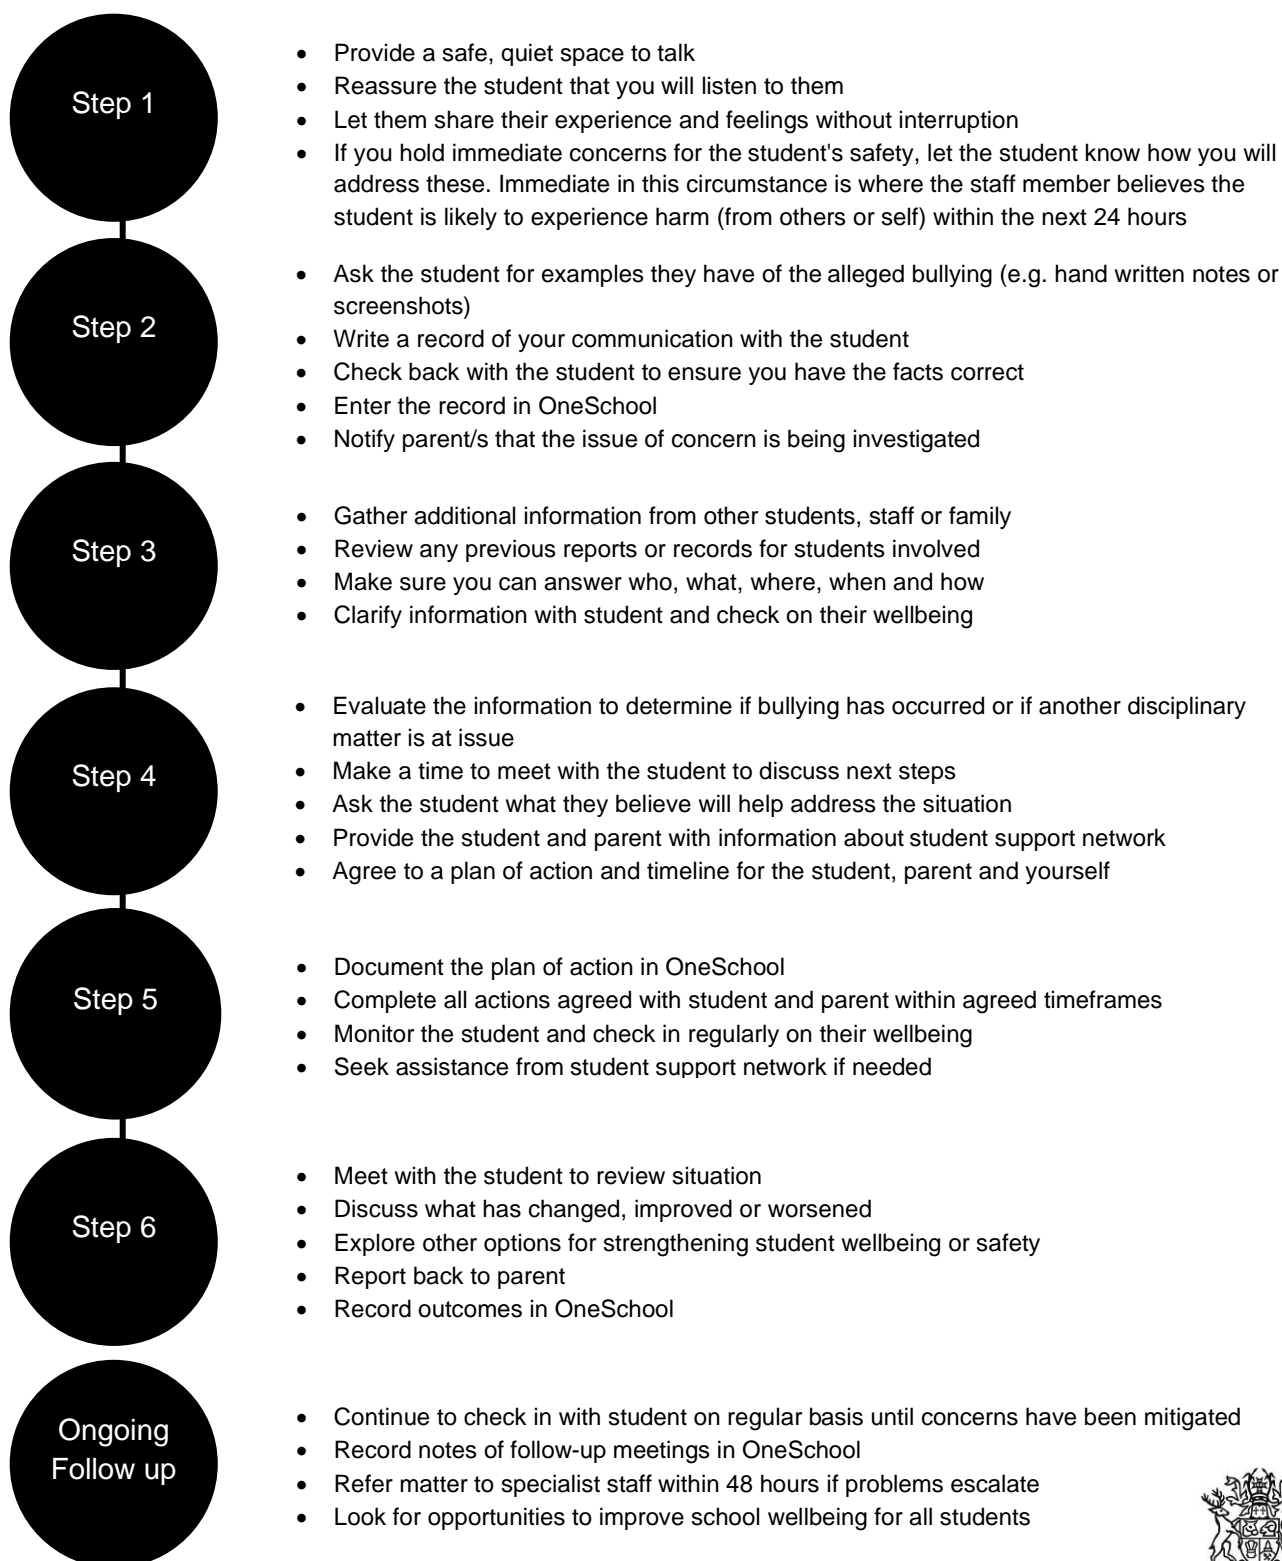 Step 1
• Provide a safe, quiet space to talk
• Reassure the student that you will listen to them
• Let them share their experience and feelings without interruption
• If you hold immediate concerns for the student's safety, let the student know how you will
address these. Immediate in this circumstance is where the staff member believes the
student is likely to experience harm (from others or self) within the next 24 hours
Step 2
• Ask the student for examples they have of the alleged bullying (e.g. hand written notes or
screenshots)
• Write a record of your communication with the student
• Check back with the student to ensure you have the facts correct
• Enter the record in OneSchool
• Notify parent/s that the issue of concern is being investigated
Step 3
• Gather additional information from other students, staff or family
• Review any previous reports or records for students involved
• Make sure you can answer who, what, where, when and how
• Clarify information with student and check on their wellbeing
Step 4
• Evaluate the information to determine if bullying has occurred or if another disciplinary
matter is at issue
• Make a time to meet with the student to discuss next steps
• Ask the student what they believe will help address the situation
• Provide the student and parent with information about student support network
• Agree to a plan of action and timeline for the student, parent and yourself
Step 5
• Document the plan of action in OneSchool
• Complete all actions agreed with student and parent within agreed timeframes
• Monitor the student and check in regularly on their wellbeing
• Seek assistance from student support network if needed
Step 6
• Meet with the student to review situation
• Discuss what has changed, improved or worsened
• Explore other options for strengthening student wellbeing or safety
• Report back to parent
• Record outcomes in OneSchool
Ongoing
Follow up
• Continue to check in with student on regular basis until concerns have been mitigated
• Record notes of follow-up meetings in OneSchool
• Refer matter to specialist staff within 48 hours if problems escalate
• Look for opportunities to improve school wellbeing for all students